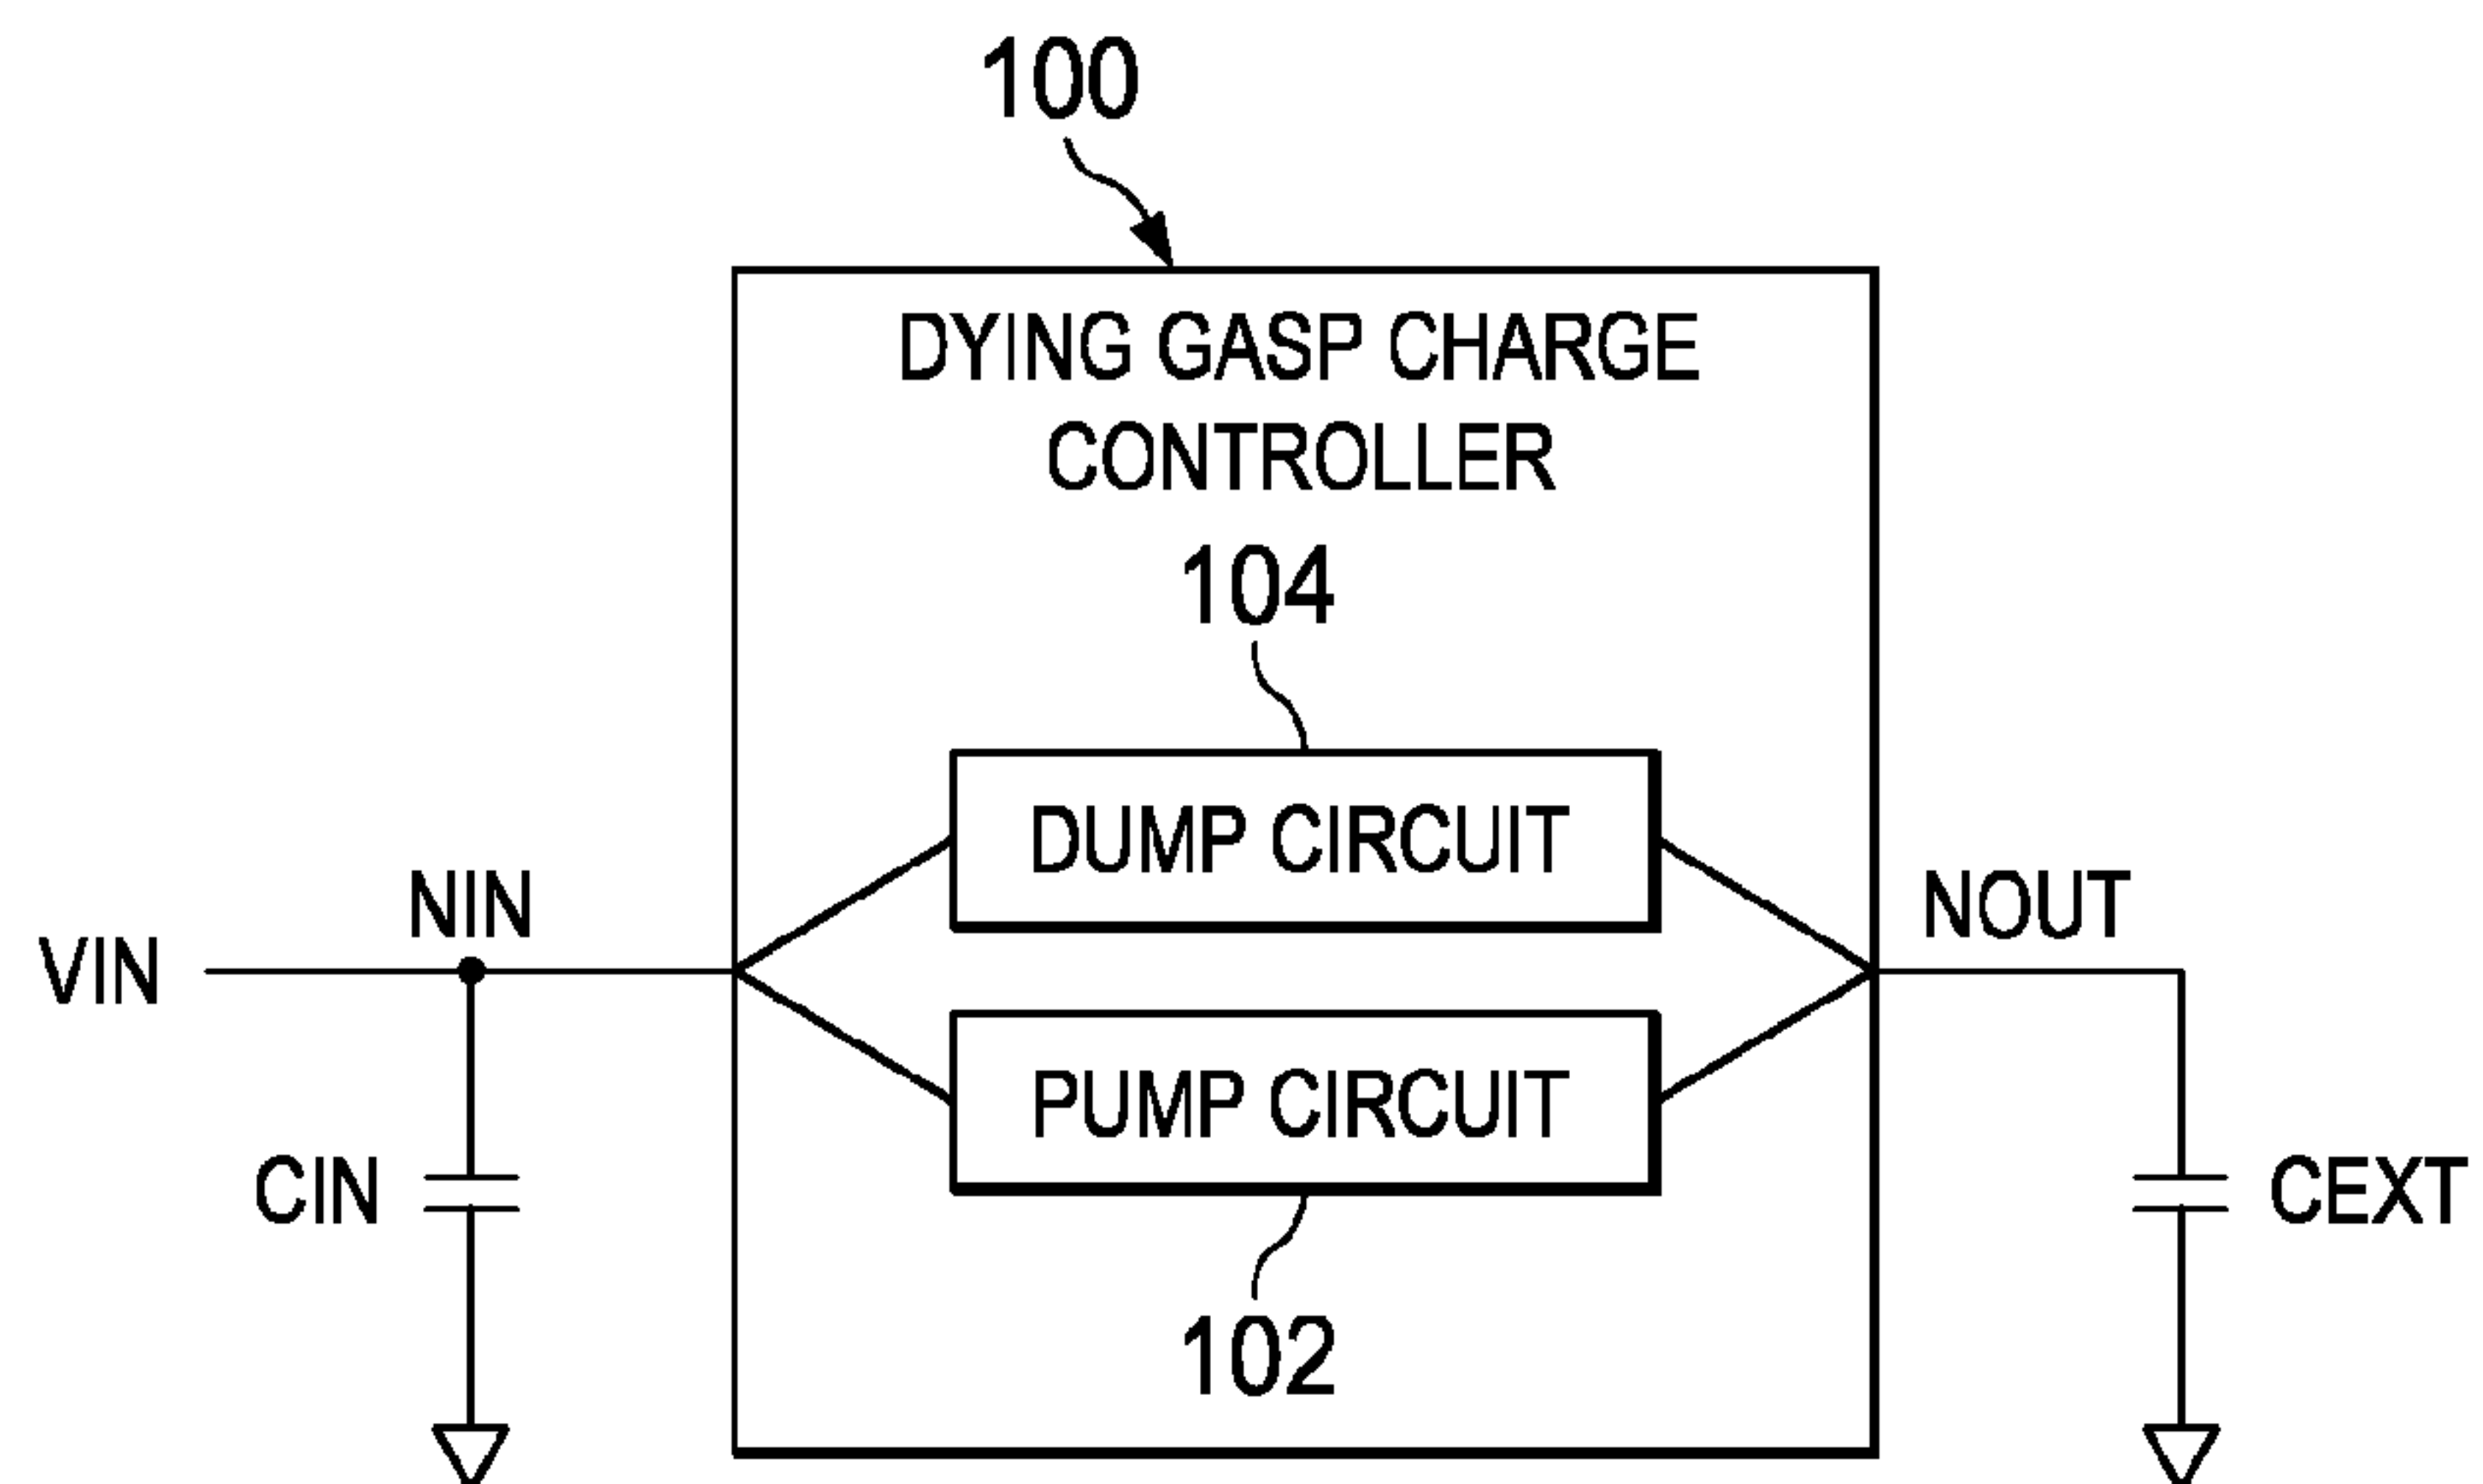 100
DYING GASP CHARGE
CONTROLLER
104
DUMP CIRCUIT
NIN
NOUT
VIN
PUMP CIRCUIT
CIN
CEXT
102